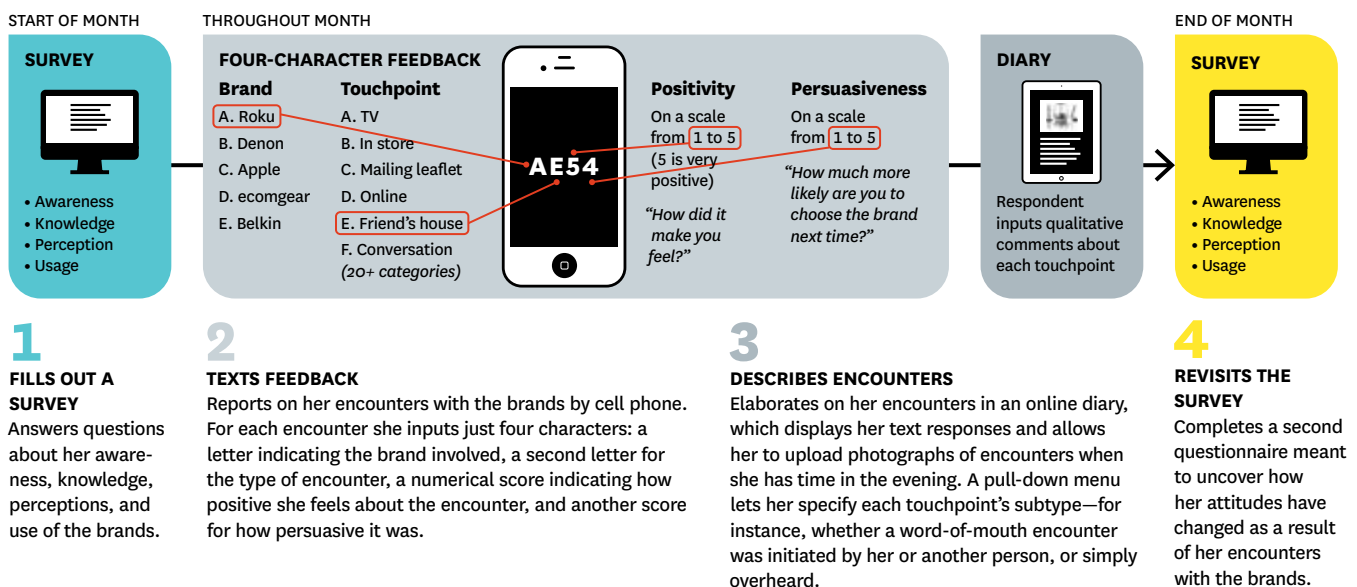 START OF MONTH
SURVEY
• Awareness
• Knowledge
• Perception
• Usage
THROUGHOUT MONTH
FOUR-CHARACTER FEEDBACK
Brand
A. Roku
B. Denon
C. Apple
D. ecomgear
E. Belkin
Touchpoint
A. TV
B. In store
C. Mailing leaflet
D. Online
E. Friend’s house
F. Conversation
(20+ categories)
AE54
Positivity
On a scale
from 1 to 5
(5 is very
positive)
“How did it
make you
feel?”
Persuasiveness
On a scale
from 1 to 5
“How much more
likely are you to
choose the brand
next time?”
DIARY
Respondent
inputs qualitative
comments about
each touchpoint
END OF MONTH
SURVEY
• Awareness
• Knowledge
• Perception
• Usage
1
FILLS OUT A
SURVEY
Answers questions
about her aware-
ness, knowledge,
perceptions, and
use of the brands.
2
TEXTS FEEDBACK
Reports on her encounters with the brands by cell phone.
For each encounter she inputs just four characters: a
letter indicating the brand involved, a second letter for
the type of encounter, a numerical score indicating how
positive she feels about the encounter, and another score
for how persuasive it was.
3
DESCRIBES ENCOUNTERS
Elaborates on her encounters in an online diary,
which displays her text responses and allows
her to upload photographs of encounters when
she has time in the evening. A pull-down menu
lets her specify each touchpoint’s subtype—for
instance, whether a word-of-mouth encounter
was initiated by her or another person, or simply
overheard.
4
REVISITS THE
SURVEY
Completes a second
questionnaire meant
to uncover how
her attitudes have
changed as a result
of her encounters
with the brands.